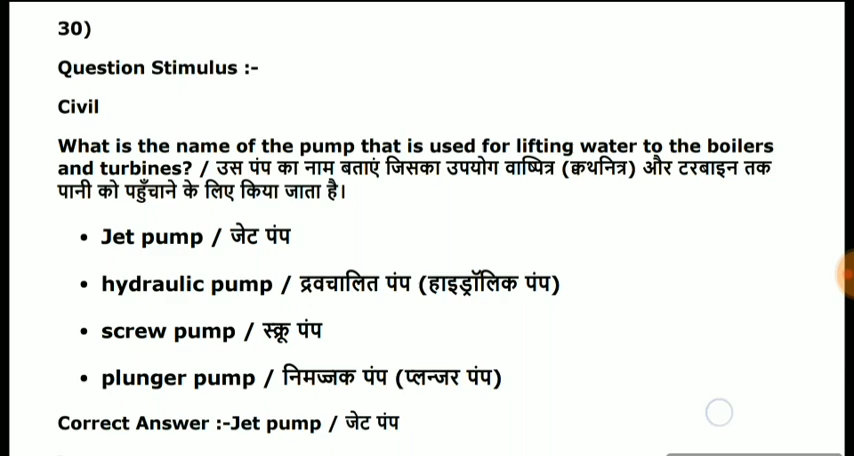 30)
Question Stimulus :-
Civil
What is the name of the pump that is used for lifting water to the boilers
and turbines? / उस पंप का नाम बताएं जिसका उपयोग वाष्पित्र (क्वथनित्र) और टरबाइन तक
पानी को पहुँचाने के लिए किया जाता है।
• Jet pump / जेट पंप
• hydraulic pump / द्रवचालित पंप (हाइड्रॉलिक पंप)
• screw pump / स्क्रू पंप
• plunger pump / निमज्जक पंप (प्लन्जर पंप)
Correct Answer :-Jet pump / जेट पंप